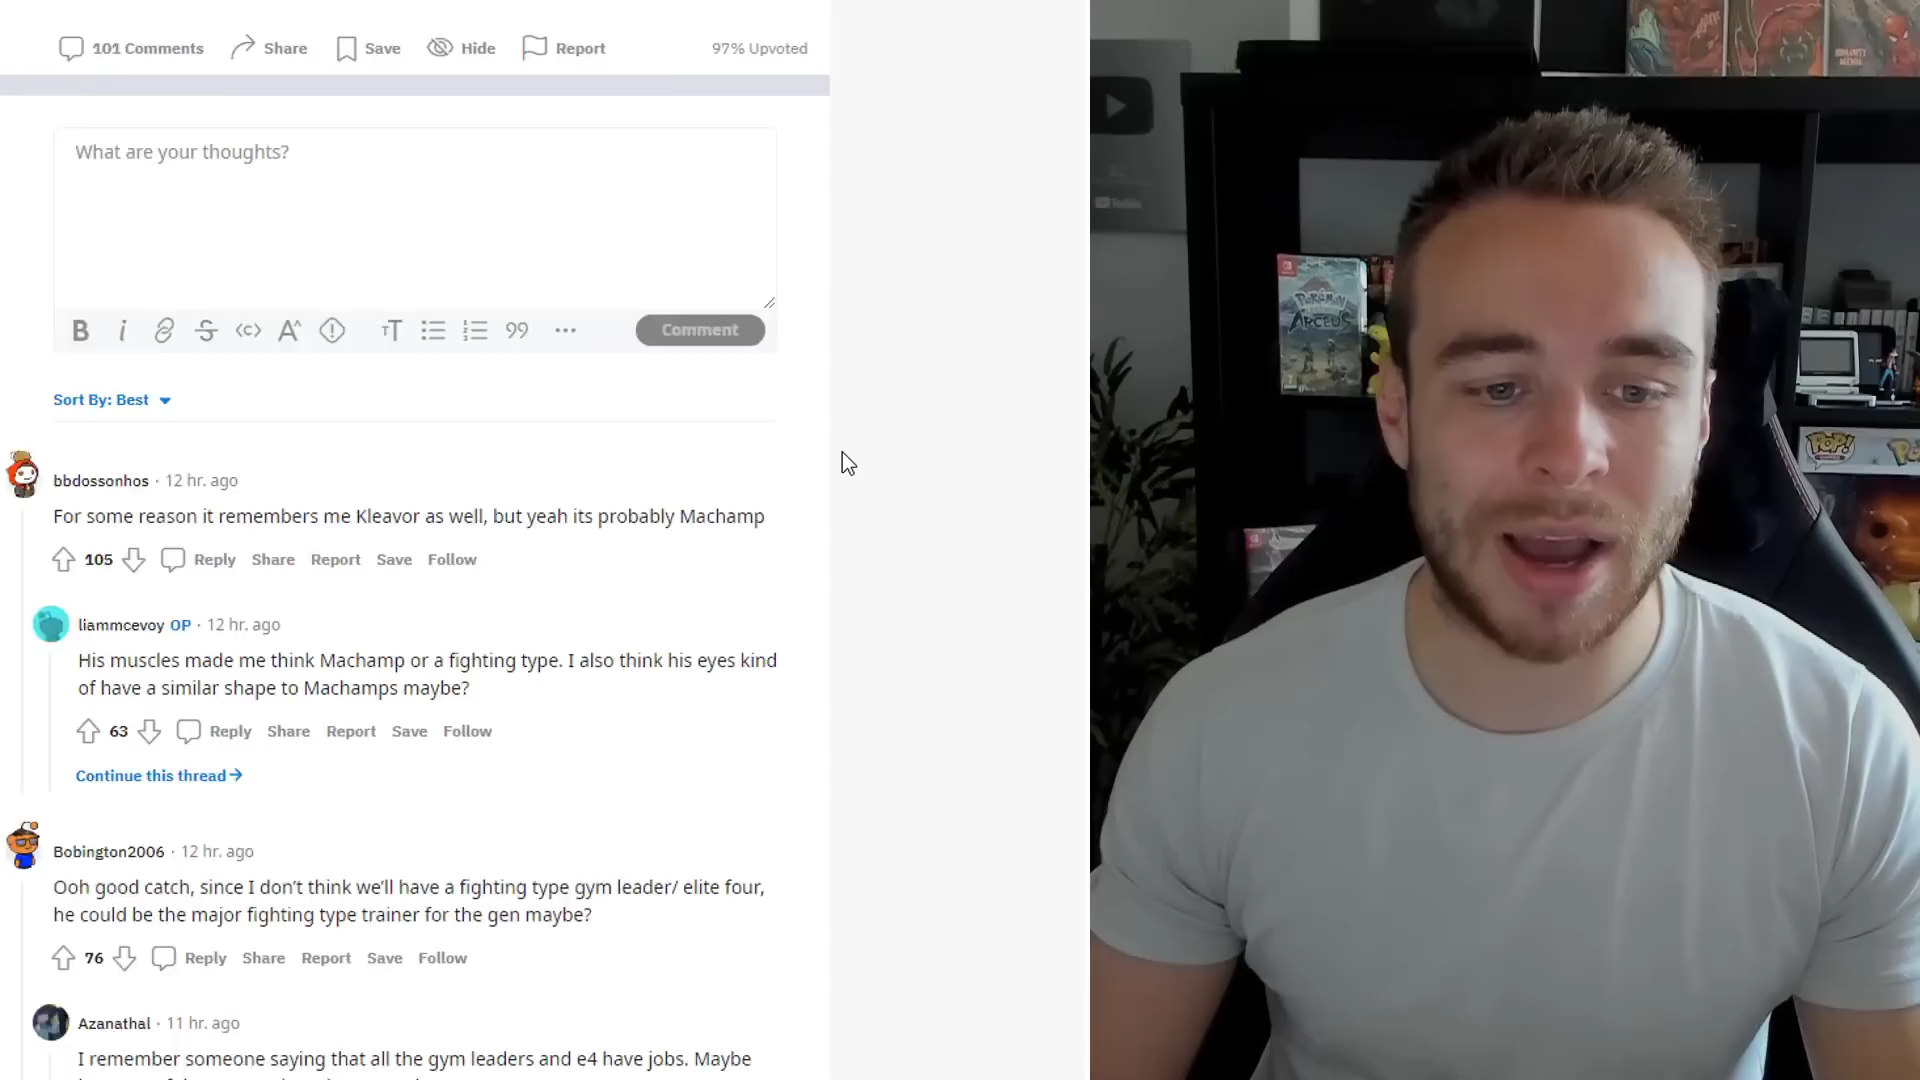 101 Comments Share Save Hide Report 97% Upvoted
What are your thoughts?
Comment
Sort By: Best
bbdossonhos · 12 hr. ago
For some reason it remembers me Kleavor as well, but yeah its probably Machamp
105 Reply Share Report Save Follow
liammcevoy OP · 12 hr. ago
His muscles made me think Machamp or a fighting type. I also think his eyes kind
of have a similar shape to Machamps maybe?
63 Reply Share Report Save Follow
Continue this thread
Bobington2006 · 12 hr. ago
Ooh good catch, since I don't think we'll have a fighting type gym leader/ elite four,
he could be the major fighting type trainer for the gen maybe?
76 Reply Share Report Save Follow
Azanathal · 11 hr. ago
I remember someone saying that all the gym leaders and e4 have jobs. Maybe
YouTube
POKÉMON
ARCEUS
POP!